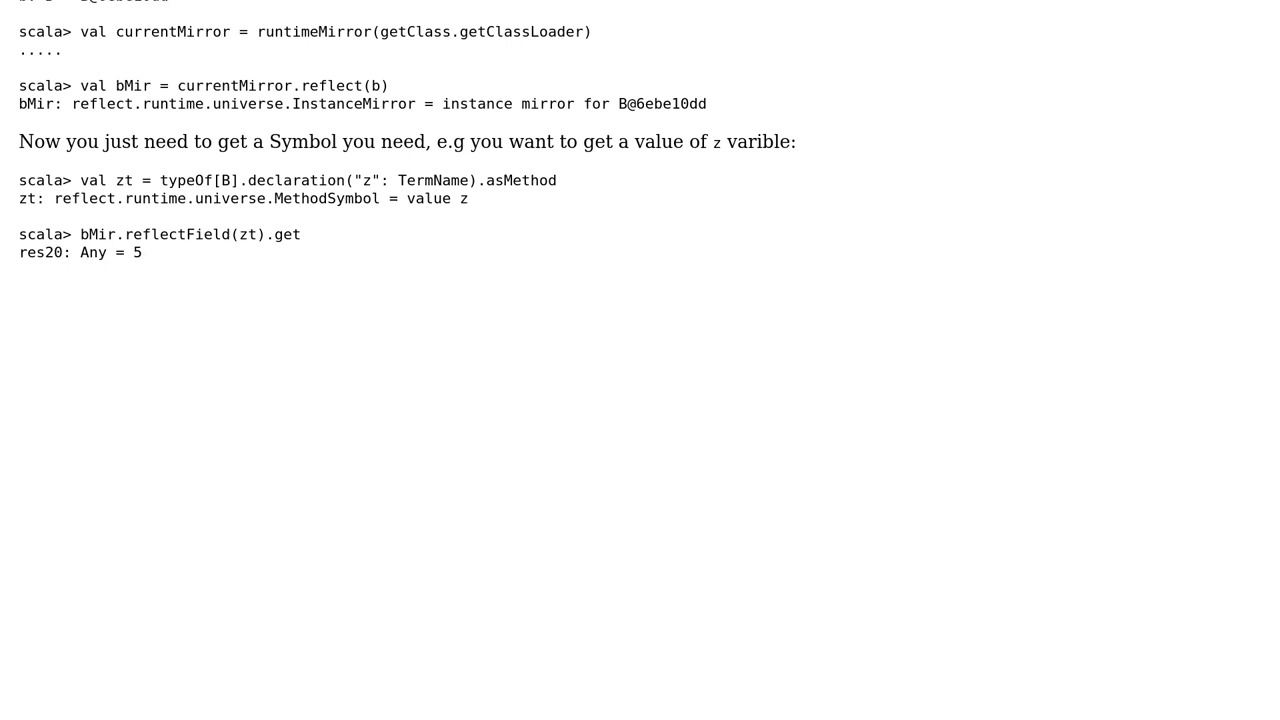 scala> val currentMirror = runtimeMirror(getClass.getClassLoader)
.....
scala> val bMir = currentMirror.reflect(b)
bMir: reflect.runtime.universe.InstanceMirror = instance mirror for B@6ebe10dd
Now you just need to get a Symbol you need, e.g you want to get a value of z varible:
scala> val zt = typeOf[B].declaration("z": TermName).asMethod
zt: reflect.runtime.universe.MethodSymbol = value z
scala> bMir.reflectField(zt).get
res20: Any = 5